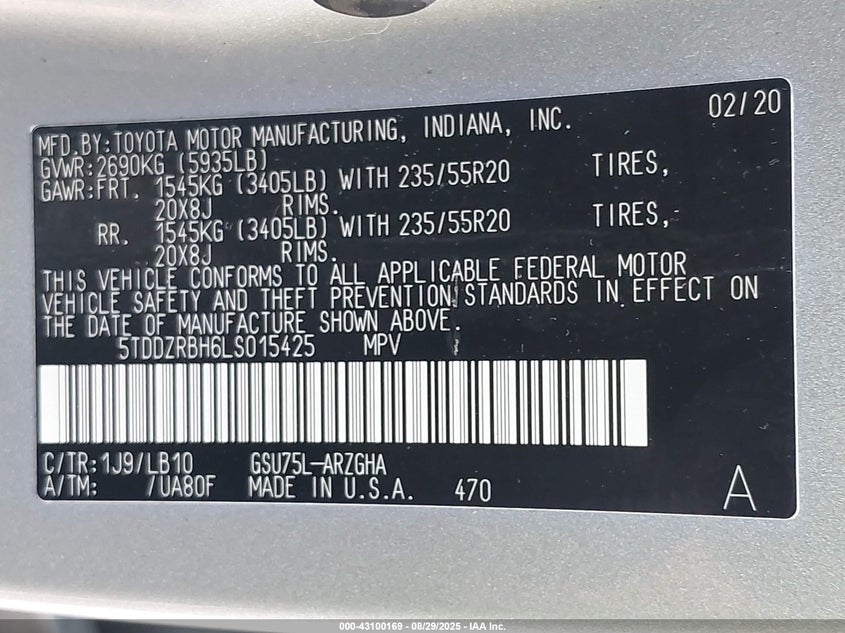 02/20
MFD.BY:TOYOTA MOTOR MANUFACTURING, INDIANA, INC.
GVWR:2690KG (5935LB)
GAWR:FRT. 1545KG (3405LB) WITH 235/55R20 TIRES,
20X8J RIMS.
RR. 1545KG (3405LB) WITH 235/55R20 TIRES,
20X8J RIMS.
THIS VEHICLE CONFORMS TO ALL APPLICABLE FEDERAL MOTOR
VEHICLE SAFETY AND THEFT PREVENTION STANDARDS IN EFFECT ON
THE DATE OF MANUFACTURE SHOWN ABOVE.
5TDDZRBH6LS015425 MPV
C/TR:1J9/LB10 GSU75L-ARZGHA
A/TM: /UA80F MADE IN U.S.A. 470 A
000-43100169 - 08/29/2025 - IAA Inc.